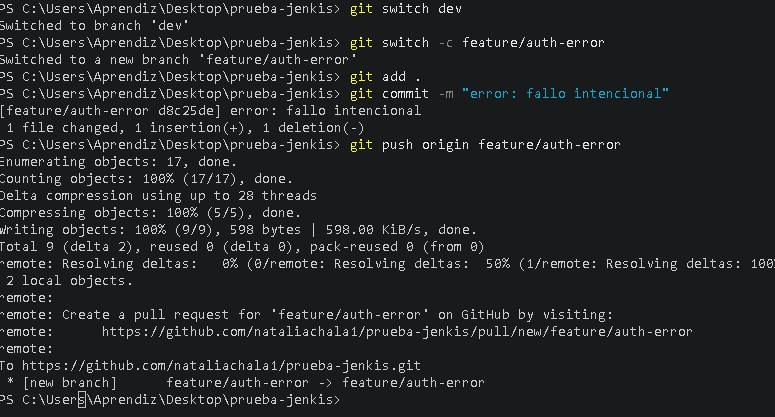 PS C:\Users\Aprendiz\Desktop\prueba-jenkis> git switch dev
Switched to branch 'dev'
PS C:\Users\Aprendiz\Desktop\prueba-jenkis> git switch -c feature/auth-error
Switched to a new branch 'feature/auth-error'
PS C:\Users\Aprendiz\Desktop\prueba-jenkis> git add .
PS C:\Users\Aprendiz\Desktop\prueba-jenkis> git commit -m "error: fallo intencional"
[feature/auth-error d8c25de] error: fallo intencional
 1 file changed, 1 insertion(+), 1 deletion(-)
PS C:\Users\Aprendiz\Desktop\prueba-jenkis> git push origin feature/auth-error
Enumerating objects: 17, done.
Counting objects: 100% (17/17), done.
Delta compression using up to 28 threads
Compressing objects: 100% (5/5), done.
Writing objects: 100% (9/9), 598 bytes | 598.00 KiB/s, done.
Total 9 (delta 2), reused 0 (delta 0), pack-reused 0 (from 0)
remote: Resolving deltas:   0% (0/remote: Resolving deltas:  50% (1/remote: Resolving deltas: 100%
 2 local objects.
remote:
remote: Create a pull request for 'feature/auth-error' on GitHub by visiting:
remote:      https://github.com/nataliachala1/prueba-jenkis/pull/new/feature/auth-error
remote:
To https://github.com/nataliachala1/prueba-jenkis.git
 * [new branch]      feature/auth-error -> feature/auth-error
PS C:\Users\Aprendiz\Desktop\prueba-jenkis>